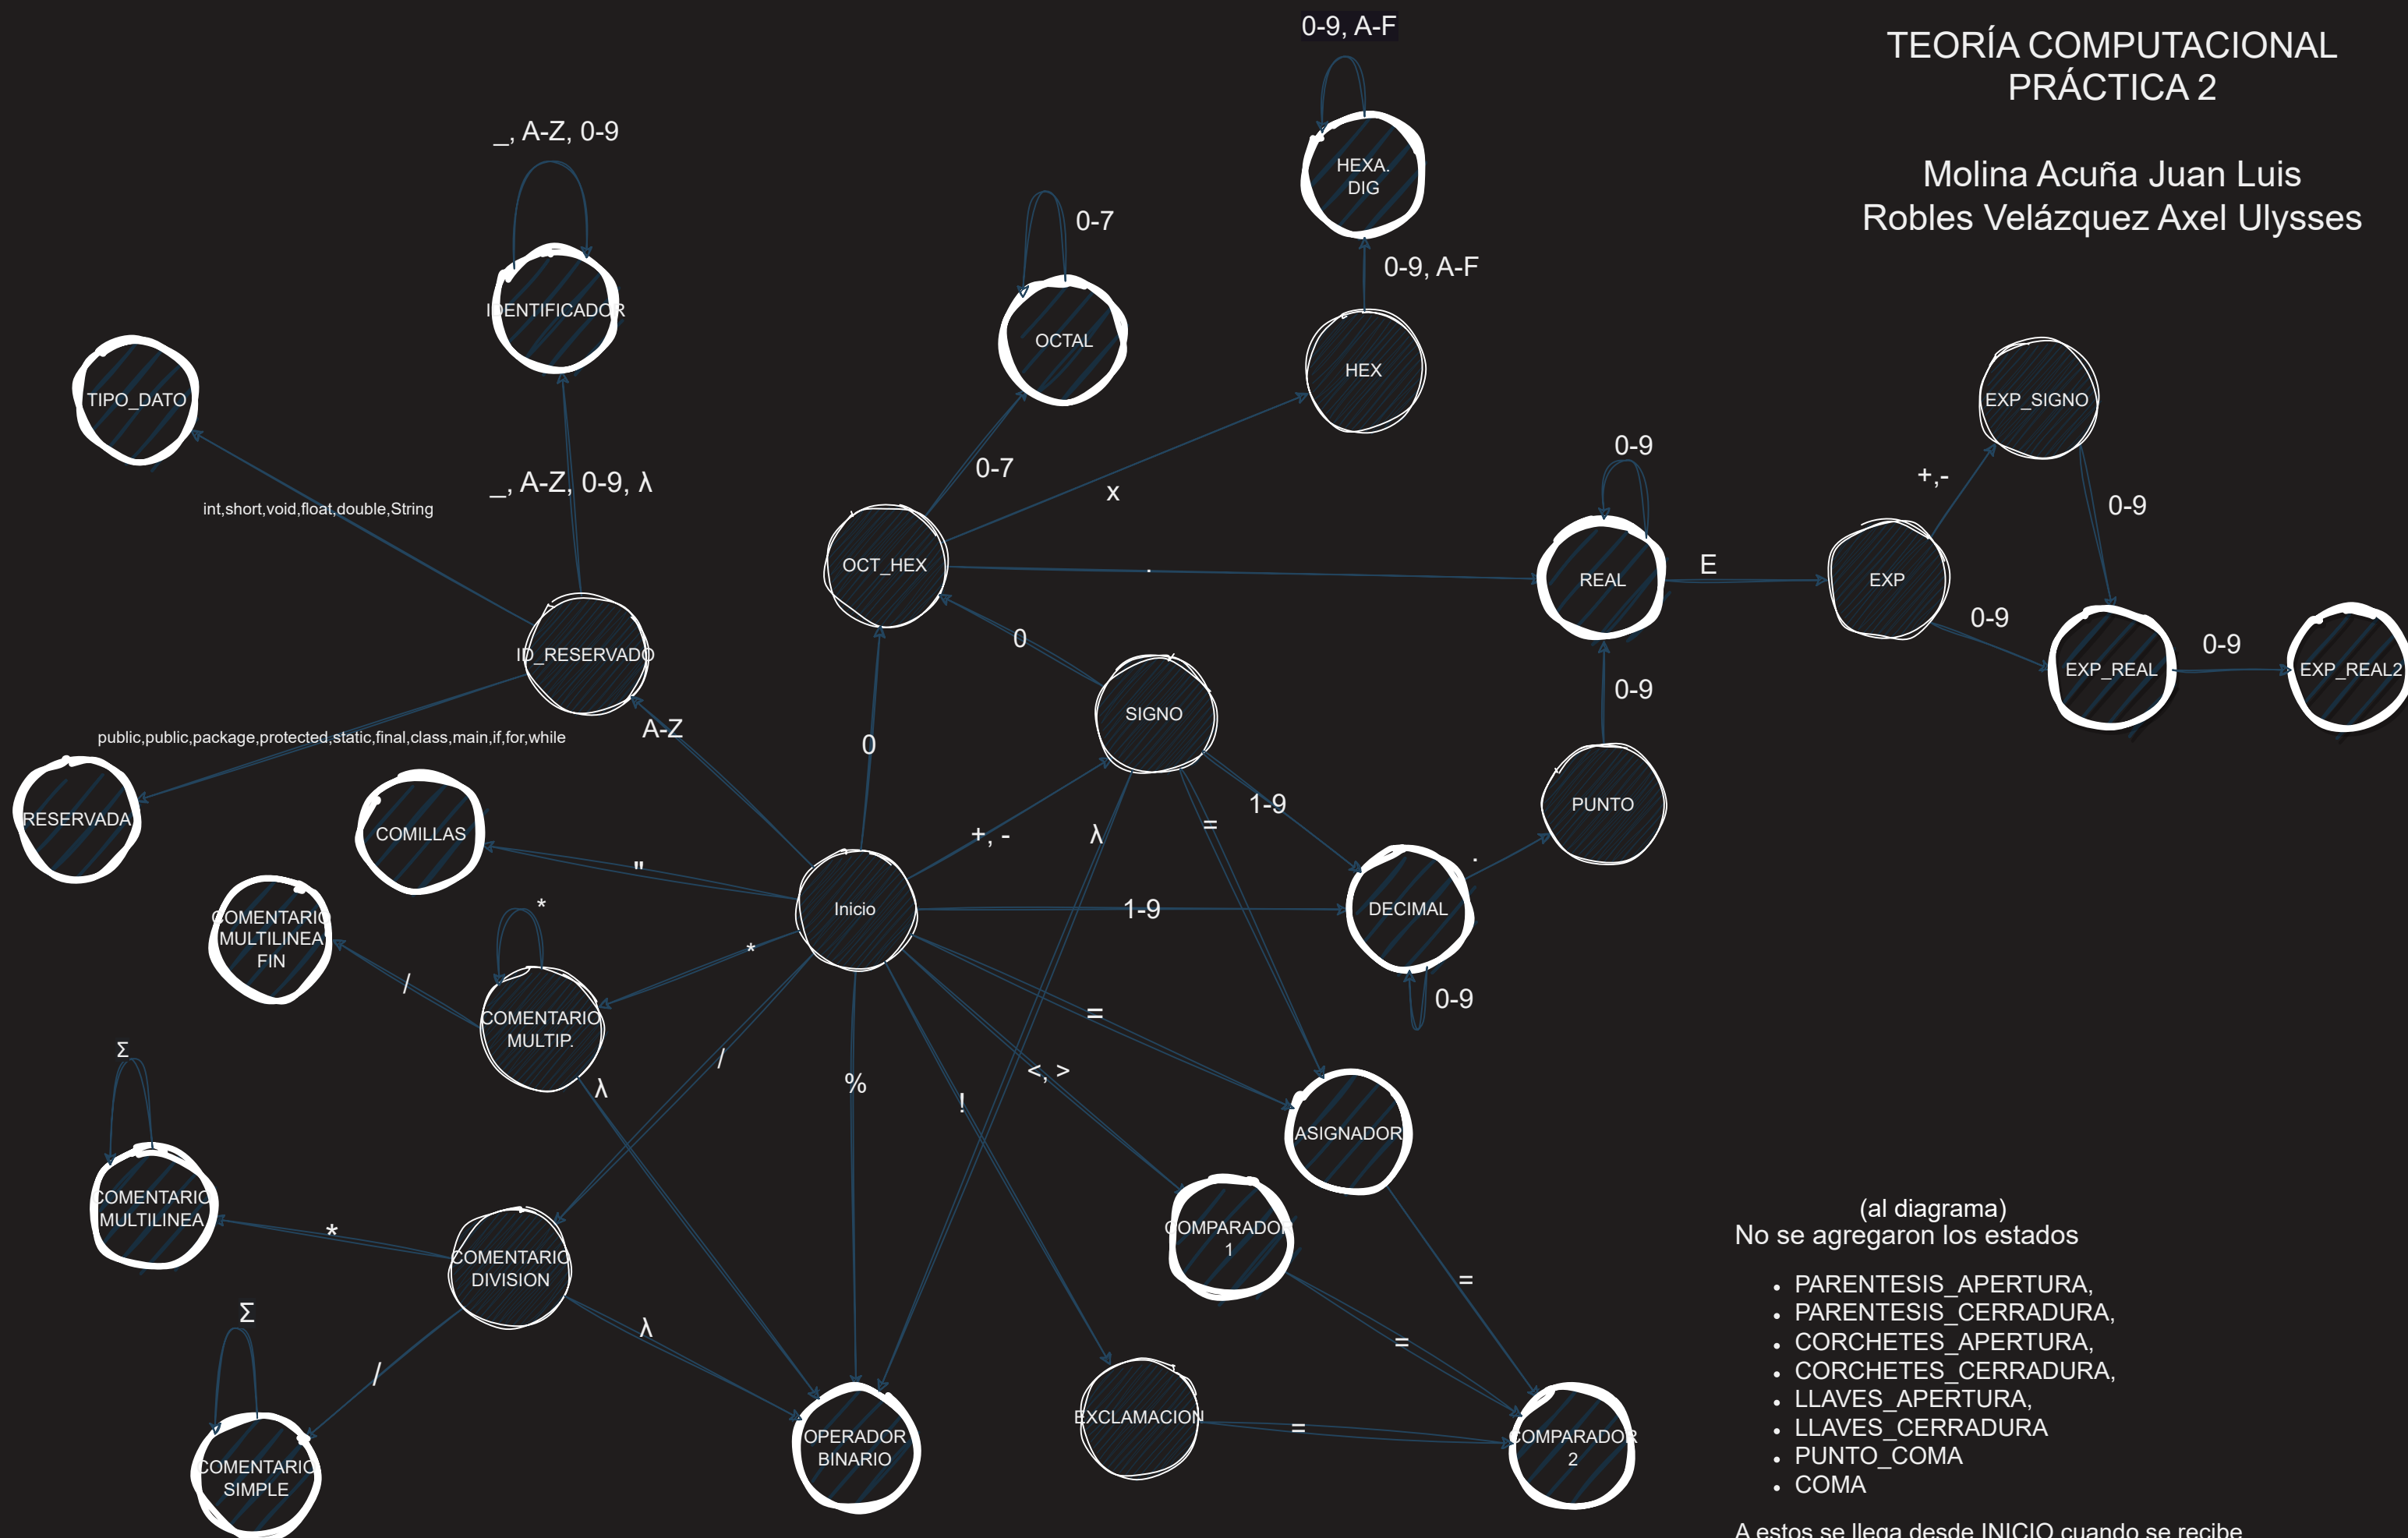 TEORÍA COMPUTACIONAL
PRÁCTICA 2
Molina Acuña Juan Luis
Robles Velázquez Axel Ulysses
0-9, A-F
HEXA.
DIG
0-9, A-F
HEX
_, A-Z, 0-9
IDENTIFICADOR
_, A-Z, 0-9, λ
0-7
OCTAL
0-7
x
TIPO_DATO
int,short,void,float,double,String
EXP_SIGNO
+,-
0-9
0-9
REAL
E
EXP
0-9
EXP_REAL
0-9
EXP_REAL2
OCT_HEX
.
0
ID_RESERVADO
A-Z
public,public,package,protected,static,final,class,main,if,for,while
RESERVADA
0
SIGNO
0-9
PUNTO
1-9
=
λ
+, -
COMILLAS
"
Inicio
1-9
DECIMAL
.
0-9
COMENTARIO
MULTILINEA
FIN
/
*
*
COMENTARIO
MULTIP.
λ
/
%
!
<, >
=
ASIGNADOR
=
COMPARADOR
1
=
Σ
COMENTARIO
MULTILINEA
*
COMENTARIO
DIVISION
λ
/
Σ
COMENTARIO
SIMPLE
OPERADOR
BINARIO
EXCLAMACION
=
COMPARADOR
2
(al diagrama)
No se agregaron los estados
• PARENTESIS_APERTURA,
• PARENTESIS_CERRADURA,
• CORCHETES_APERTURA,
• CORCHETES_CERRADURA,
• LLAVES_APERTURA,
• LLAVES_CERRADURA
• PUNTO_COMA
• COMA
A estos se llega desde INICIO cuando se recibe